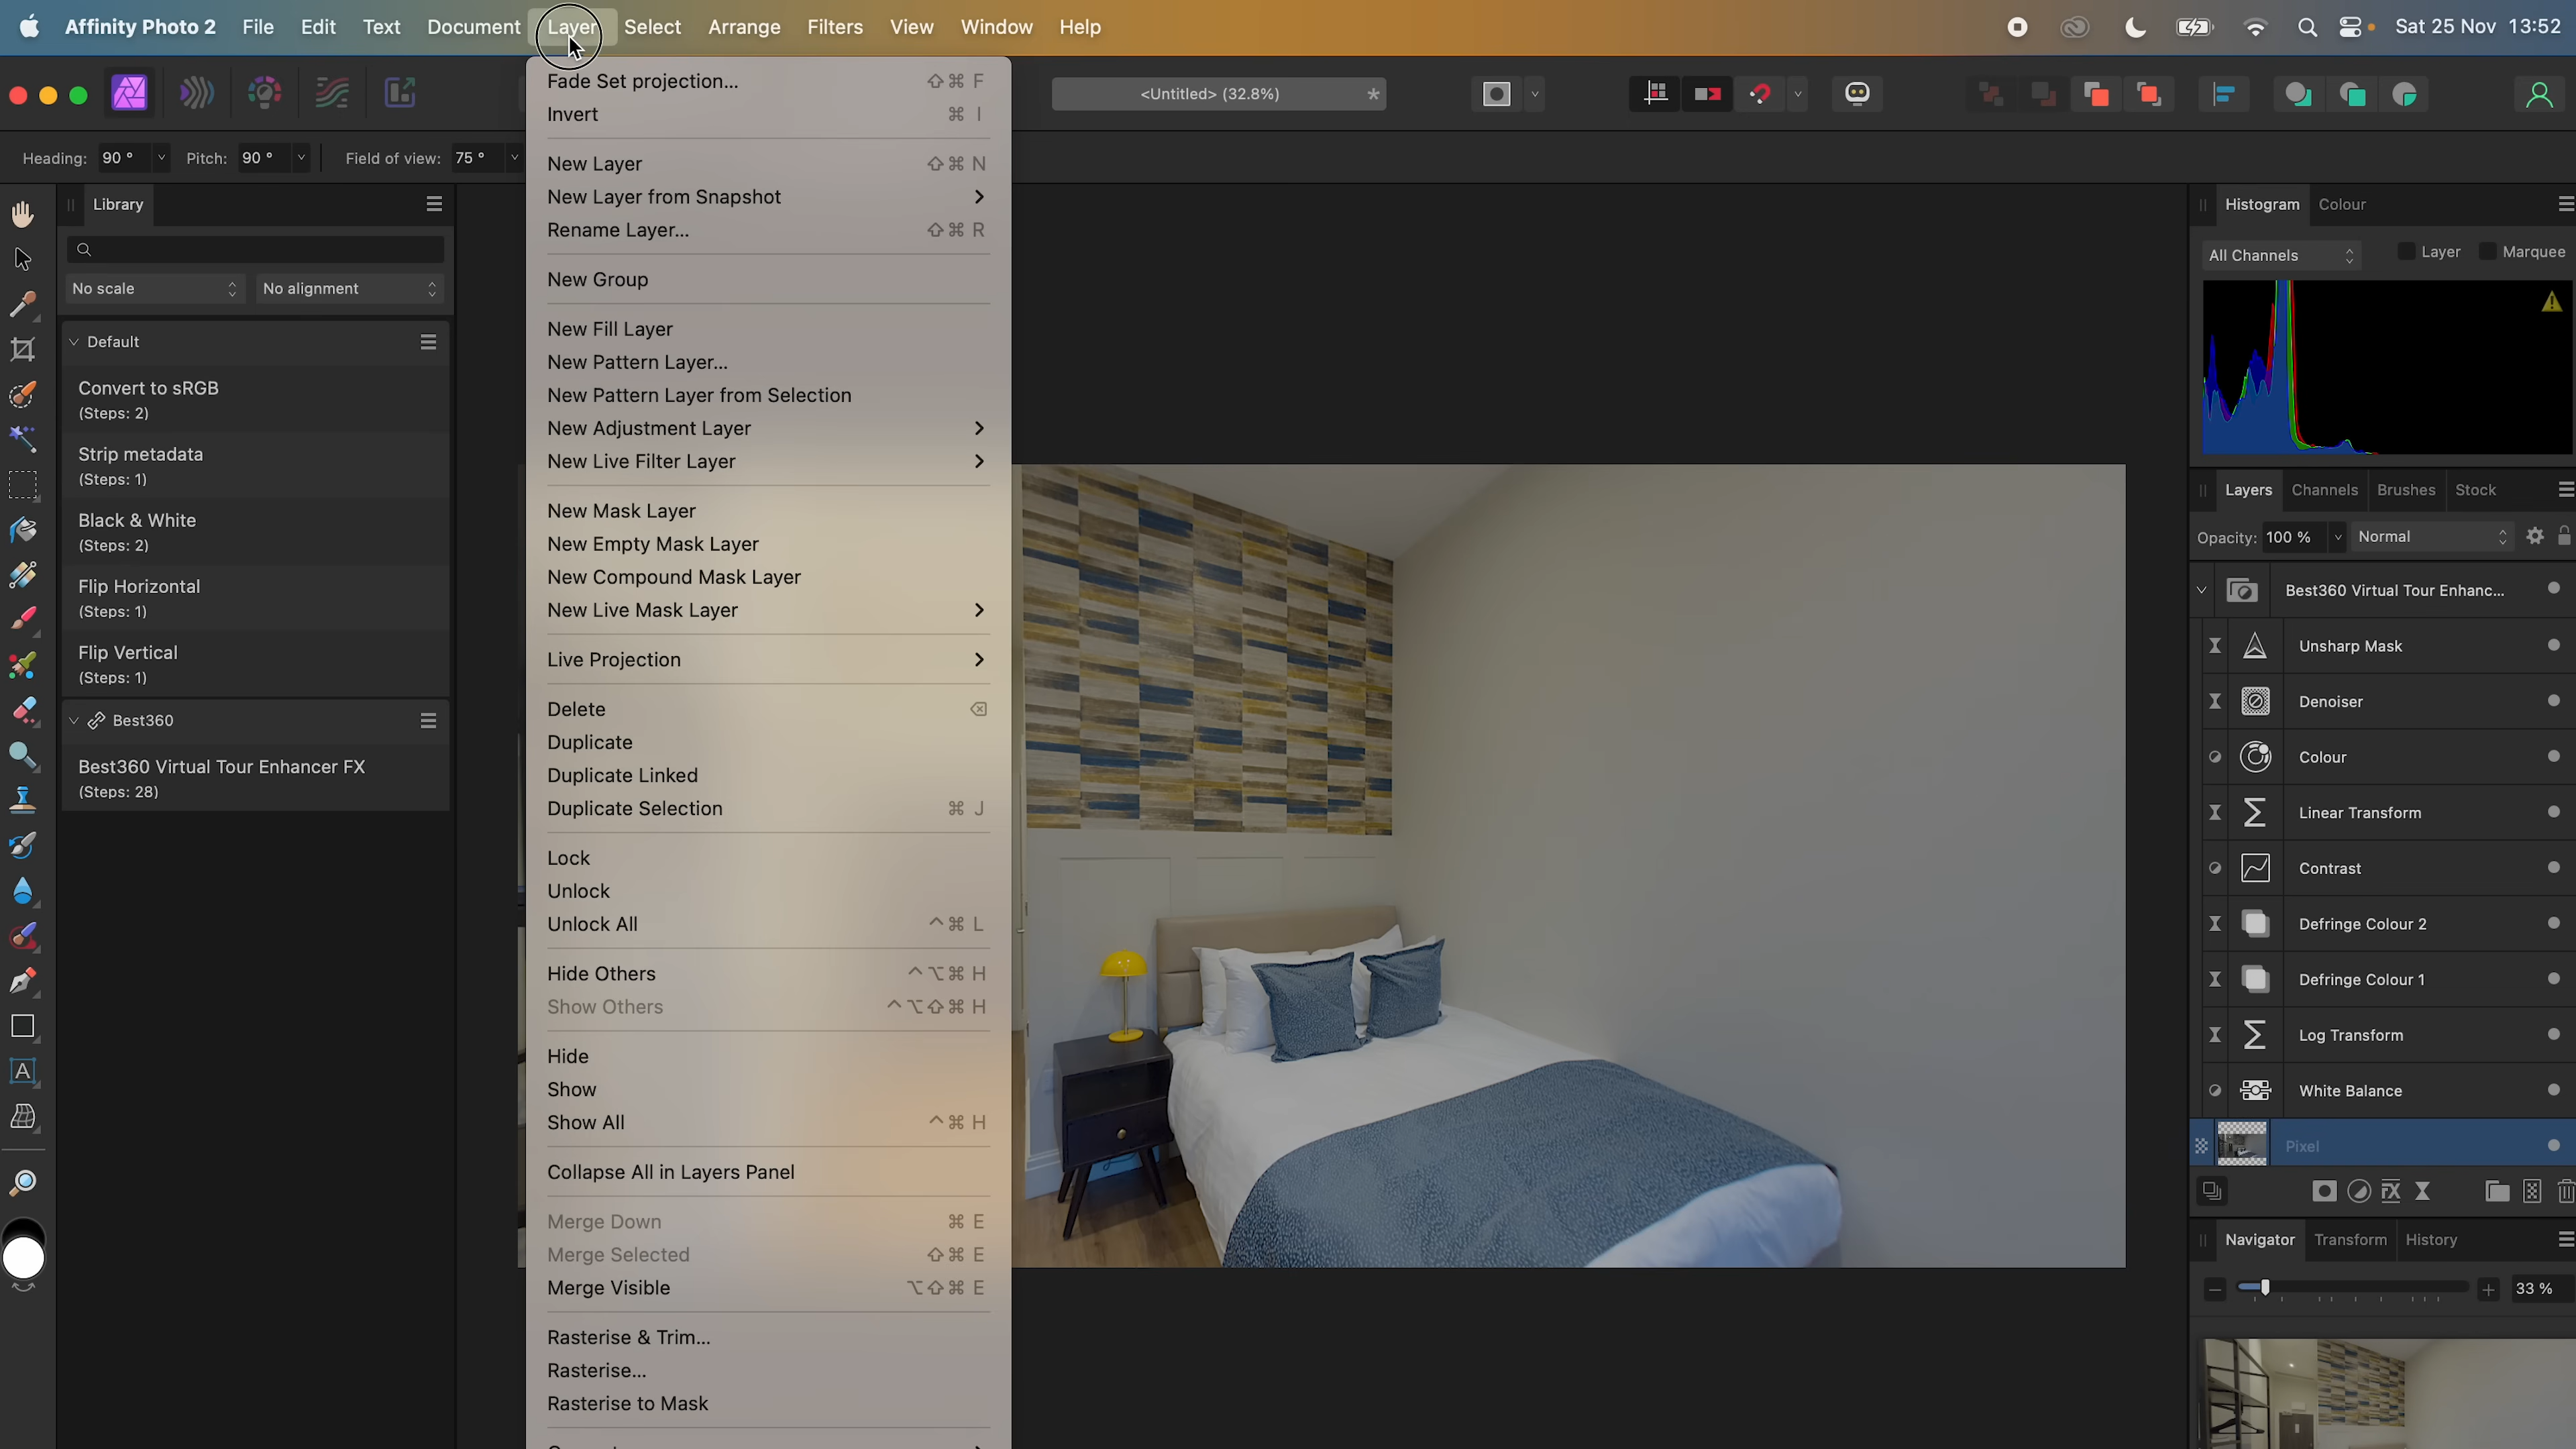 Affinity Photo 2 File Edit Text Document Layer Select Arrange Filters View Window Help Sat 25 Nov 13:52
<Untitled> (32.8%) *
Heading: 90 ° Pitch: 90 ° Field of view: 75 °
Library
No scale No alignment
Default
Convert to sRGB
(Steps: 2)
Strip metadata
(Steps: 1)
Black & White
(Steps: 2)
Flip Horizontal
(Steps: 1)
Flip Vertical
(Steps: 1)
Best360
Best360 Virtual Tour Enhancer FX
(Steps: 28)
Fade Set projection... ⇧⌘ F
Invert ⌘ I
New Layer ⇧⌘ N
New Layer from Snapshot
Rename Layer... ⇧⌘ R
New Group
New Fill Layer
New Pattern Layer...
New Pattern Layer from Selection
New Adjustment Layer
New Live Filter Layer
New Mask Layer
New Empty Mask Layer
New Compound Mask Layer
New Live Mask Layer
Live Projection
Delete ⌫
Duplicate
Duplicate Linked
Duplicate Selection ⌘ J
Lock
Unlock
Unlock All ^⌘ L
Hide Others ^⌥⌘ H
Show Others ^⌥⇧⌘ H
Hide
Show
Show All ^⌘ H
Collapse All in Layers Panel
Merge Down ⌘ E
Merge Selected ⇧⌘ E
Merge Visible ⌥⇧⌘ E
Rasterise & Trim...
Rasterise...
Rasterise to Mask
Histogram Colour
All Channels Layer Marquee
Layers Channels Brushes Stock
Opacity: 100 % Normal
Best360 Virtual Tour Enhanc...
Unsharp Mask
Denoiser
Colour
Linear Transform
Contrast
Defringe Colour 2
Defringe Colour 1
Log Transform
White Balance
Pixel
Navigator Transform History
33 %